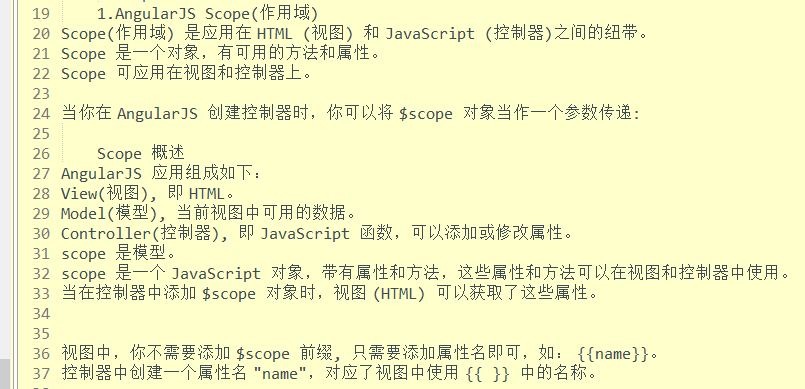 19 1.AngularJS Scope(作用域)
20 Scope(作用域) 是应用在 HTML (视图) 和 JavaScript (控制器)之间的纽带。
21 Scope 是一个对象，有可用的方法和属性。
22 Scope 可应用在视图和控制器上。
23
24 当你在 AngularJS 创建控制器时，你可以将 $scope 对象当作一个参数传递:
25
26 Scope 概述
27 AngularJS 应用组成如下：
28 View(视图), 即 HTML。
29 Model(模型), 当前视图中可用的数据。
30 Controller(控制器), 即 JavaScript 函数，可以添加或修改属性。
31 scope 是模型。
32 scope 是一个 JavaScript 对象，带有属性和方法，这些属性和方法可以在视图和控制器中使用。
33 当在控制器中添加 $scope 对象时，视图 (HTML) 可以获取了这些属性。
34
35
36 视图中，你不需要添加 $scope 前缀, 只需要添加属性名即可，如： {{name}}。
37 控制器中创建一个属性名 "name"，对应了视图中使用 {{ }} 中的名称。